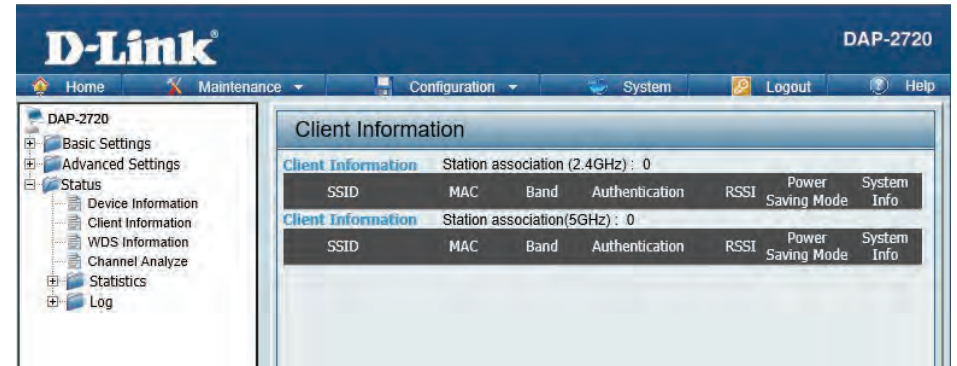 D-Link®
DAP-2720
Home Maintenance Configuration System Logout Help
DAP-2720
Basic Settings
Advanced Settings
Status
Device Information
Client Information
WDS Information
Channel Analyze
Statistics
Log
Client Information
Client Information Station association (2.4GHz) : 0
SSID MAC Band Authentication RSSI Power Saving Mode System Info
Client Information Station association(5GHz) : 0
SSID MAC Band Authentication RSSI Power Saving Mode System Info